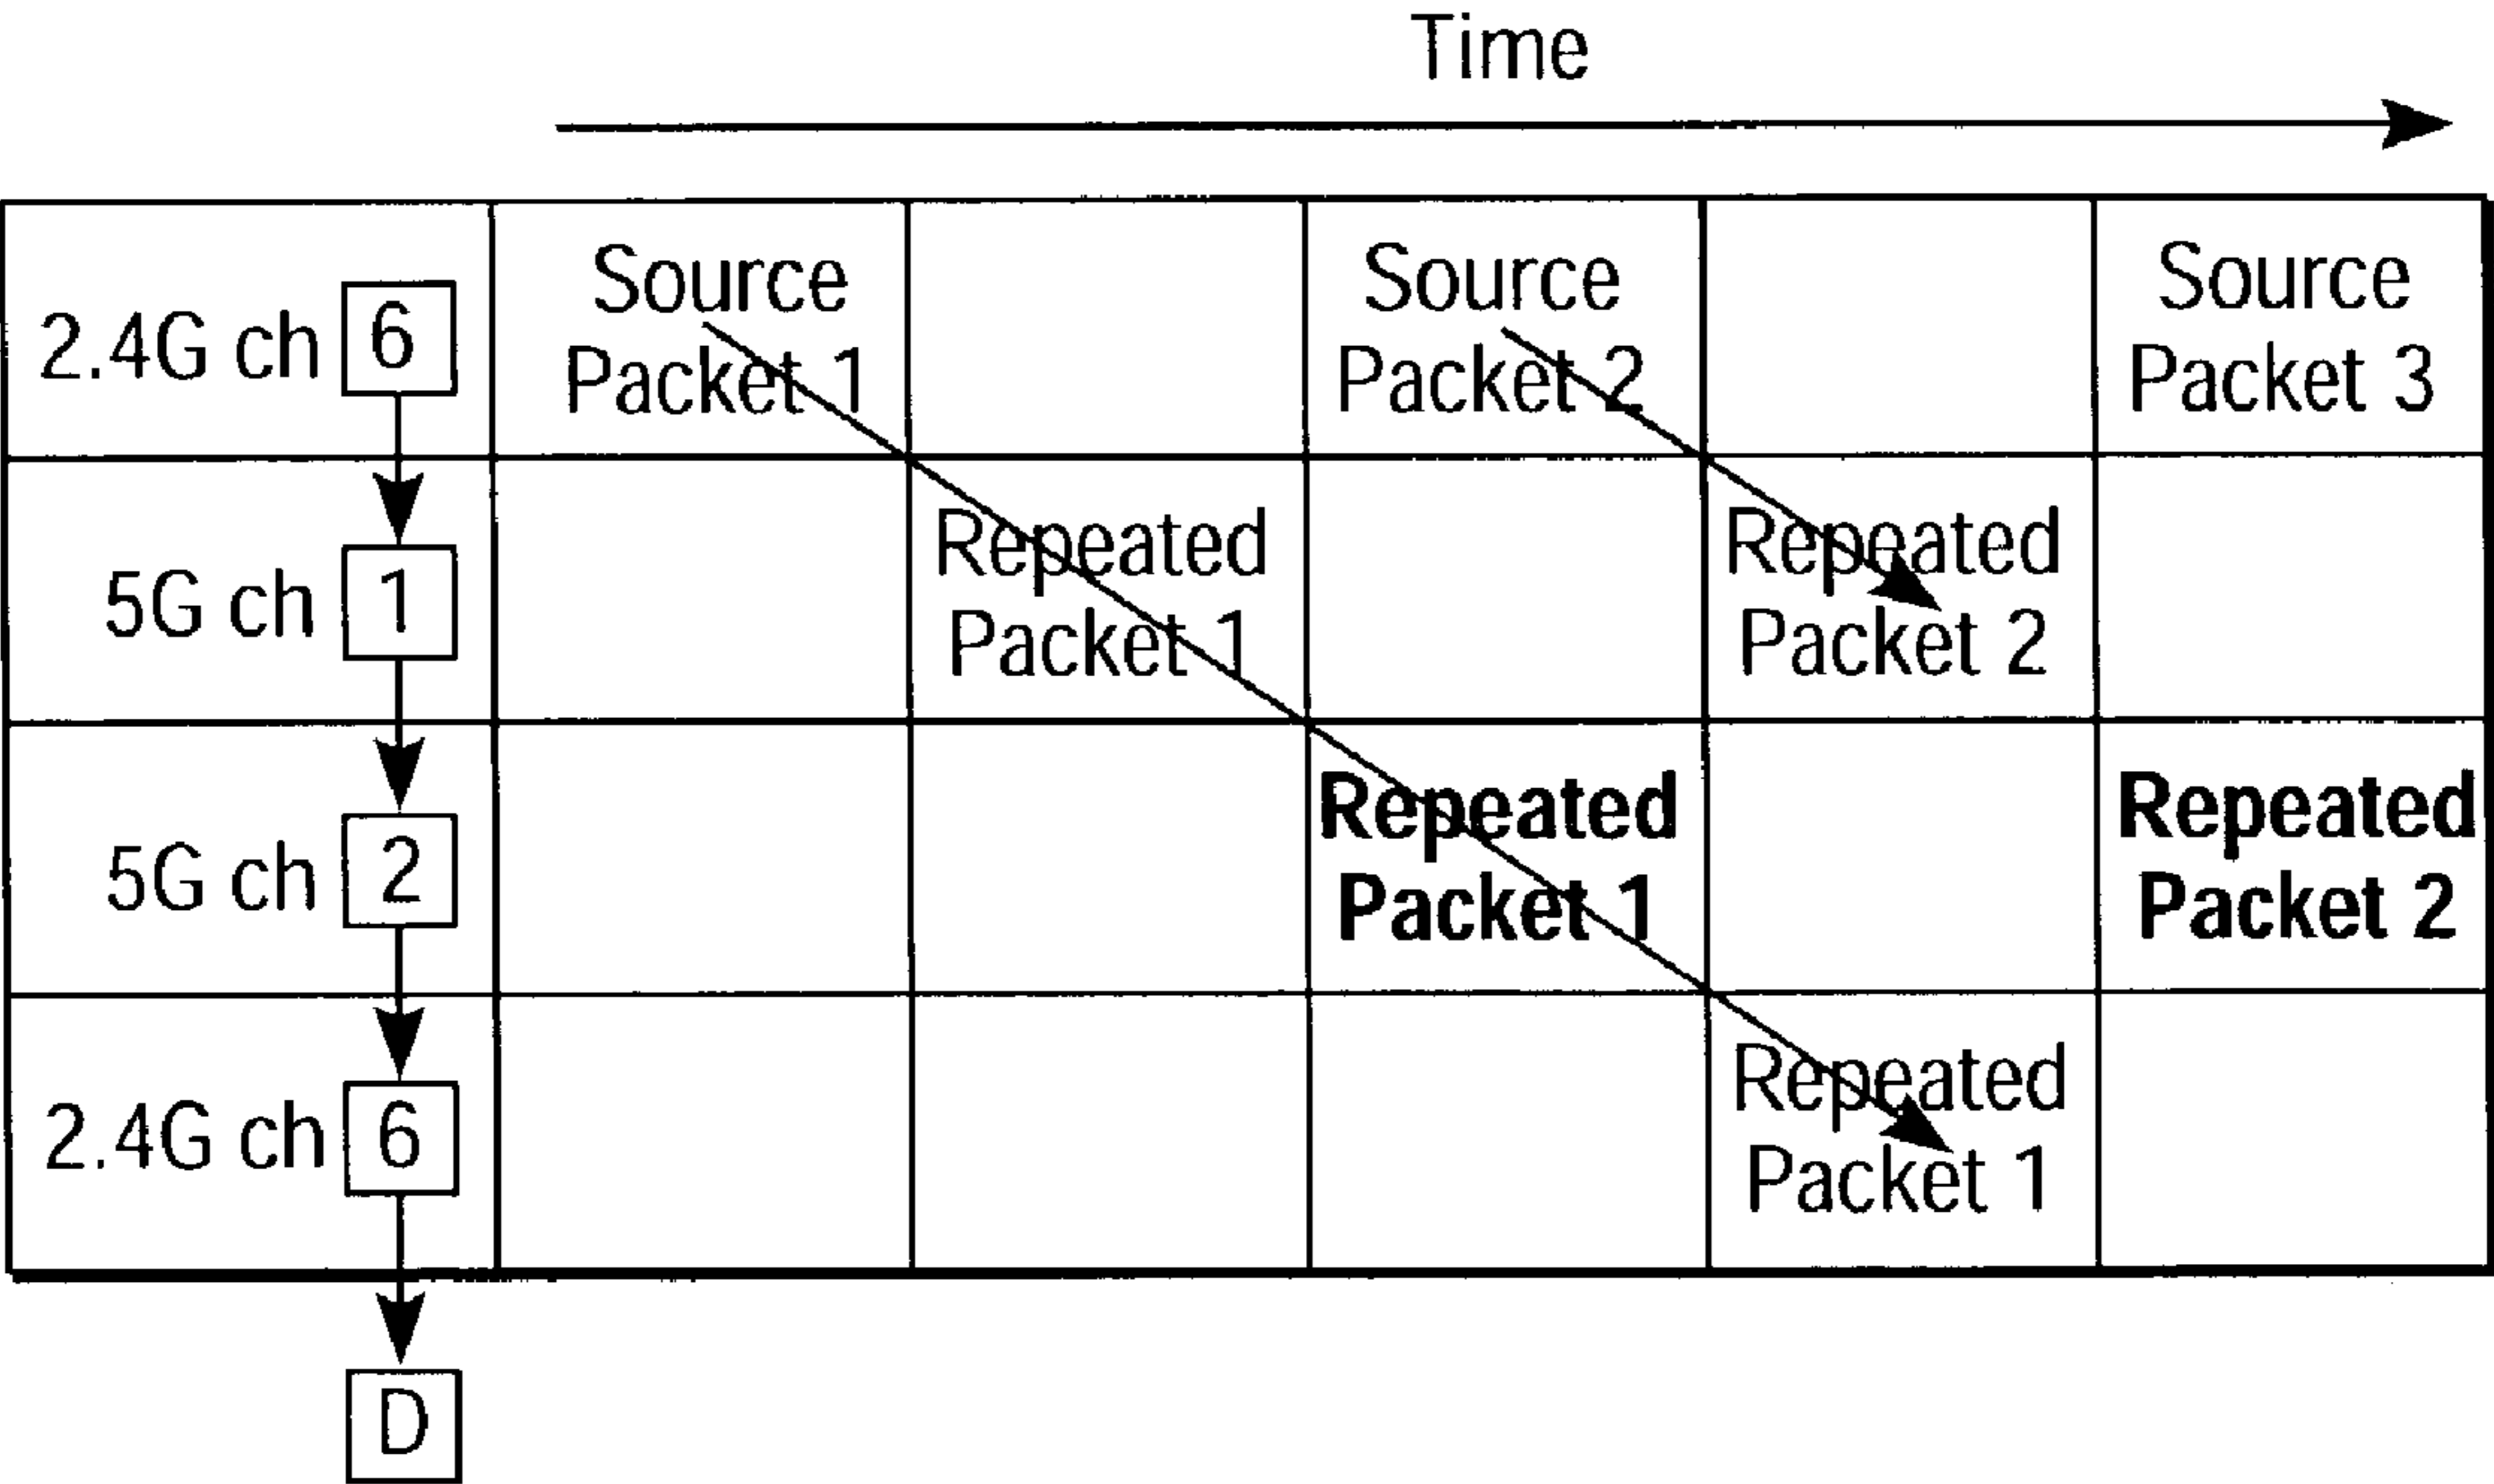 Time
2.4G ch 6
Source
Packet 1
Source
Packet 2
Source
Packet 3
5G ch 1
Repeated
Packet 1
Repeated
Packet 2
5G ch 2
Repeated
Packet 1
Repeated
Packet 2
2.4G ch 6
Repeated
Packet 1
D